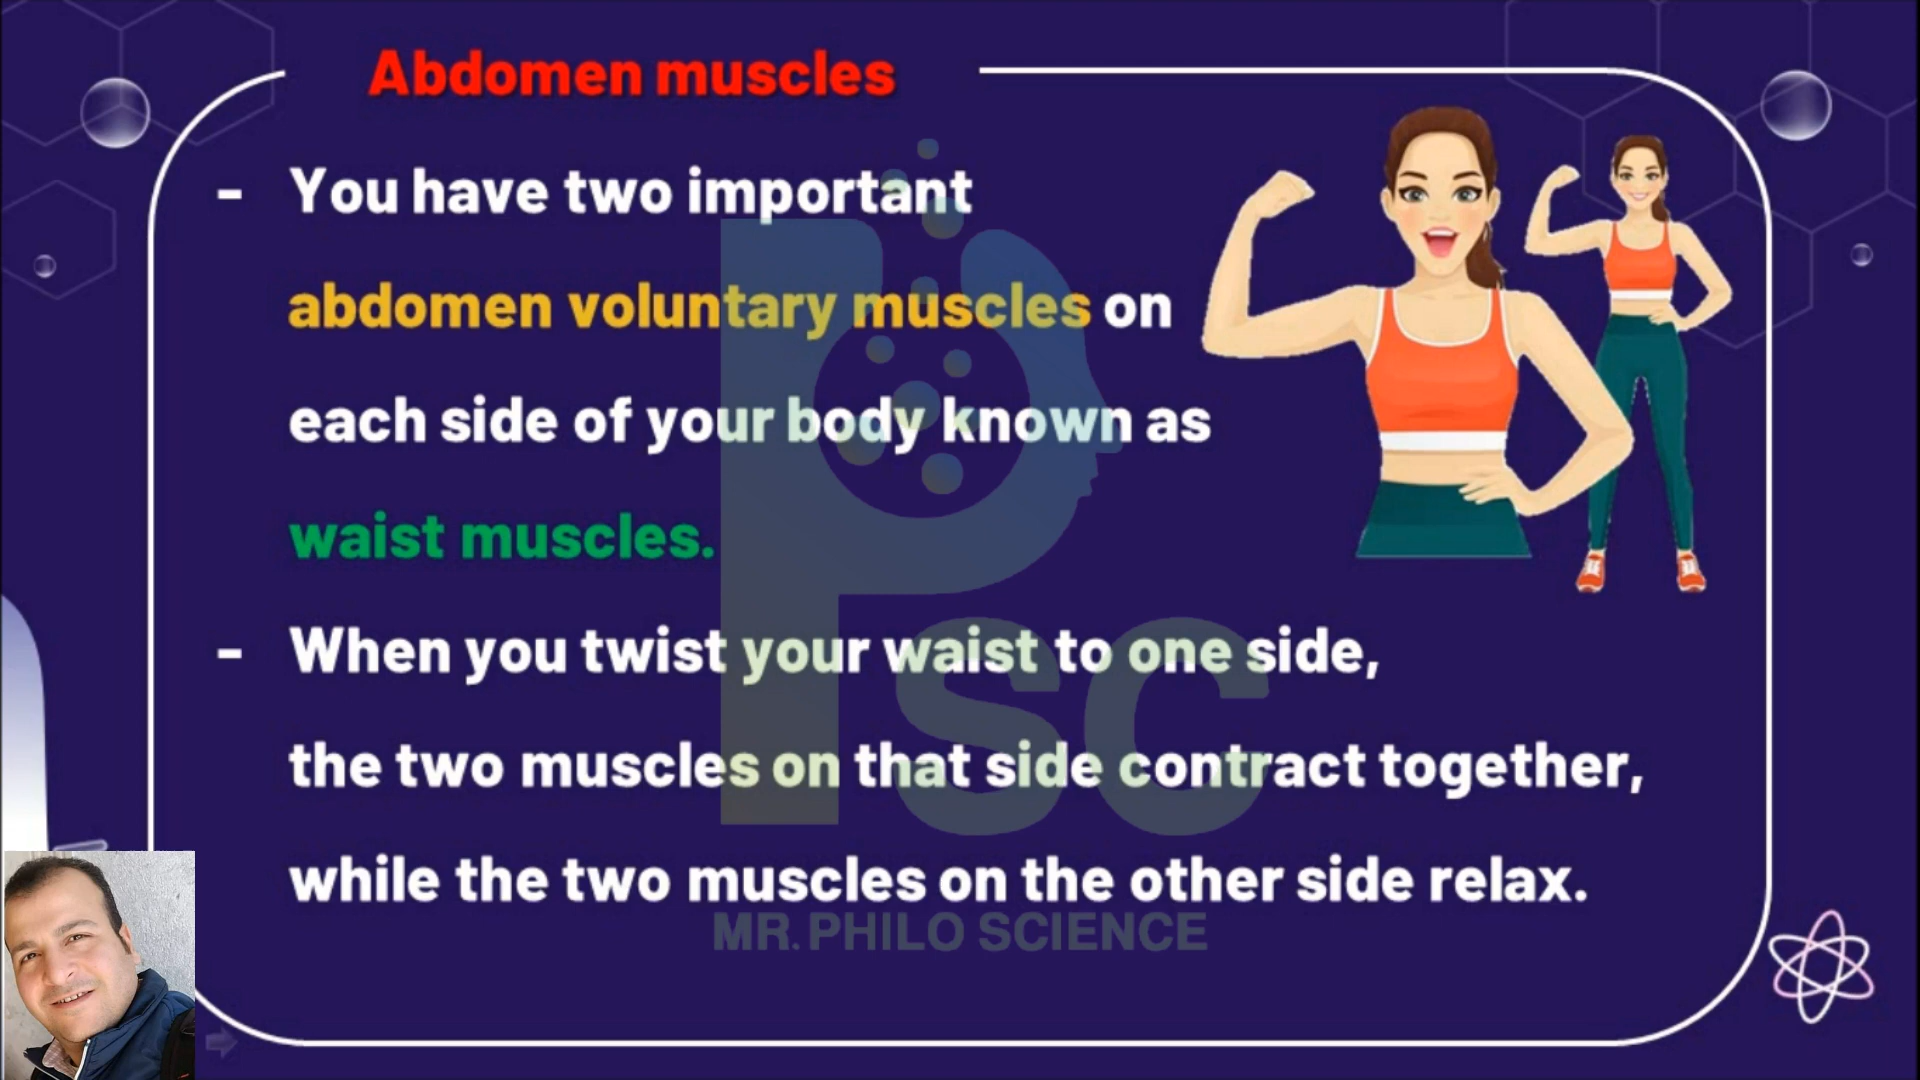 Abdomen muscles
- You have two important
abdomen voluntary muscles on
each side of your body known as
waist muscles.
- When you twist your waist to one side,
the two muscles on that side contract together,
while the two muscles on the other side relax.
Psc
MR. PHILO SCIENCE